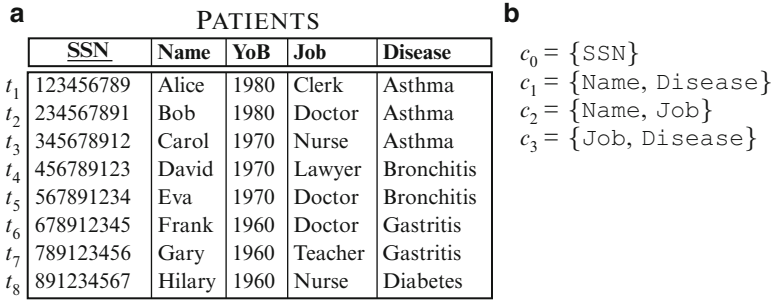 a PATIENTS
SSN Name YoB Job Disease
t1 123456789 Alice 1980 Clerk Asthma
t2 234567891 Bob 1980 Doctor Asthma
t3 345678912 Carol 1970 Nurse Asthma
t4 456789123 David 1970 Lawyer Bronchitis
t5 567891234 Eva 1970 Doctor Bronchitis
t6 678912345 Frank 1960 Doctor Gastritis
t7 789123456 Gary 1960 Teacher Gastritis
t8 891234567 Hilary 1960 Nurse Diabetes
b
c0 = {SSN}
c1 = {Name, Disease}
c2 = {Name, Job}
c3 = {Job, Disease}